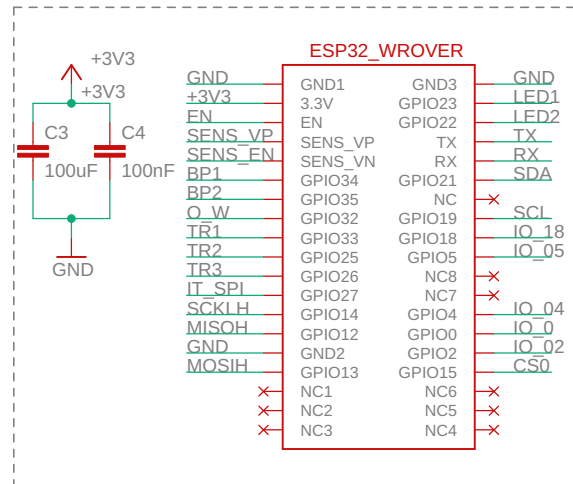 ESP32_WROVER
+3V3
+3V3
C3
C4
100uF
100nF
GND
GND GND1 GND3 GND
+3V3 3.3V GPIO23 LED1
EN EN GPIO22 LED2
SENS_VP SENS_VP TX TX
SENS_EN SENS_VN RX RX
BP1 GPIO34 GPIO21 SDA
BP2 GPIO35 NC
O_W GPIO32 GPIO19 SCL
TR1 GPIO33 GPIO18 IO_18
TR2 GPIO25 GPIO5 IO_05
TR3 GPIO26 NC8
IT_SPI GPIO27 NC7
SCKLH GPIO14 GPIO4 IO_04
MISOH GPIO12 GPIO0 IO_0
GND GND2 GPIO2 IO_02
MOSIH GPIO13 GPIO15 CS0
NC1 NC6
NC2 NC5
NC3 NC4